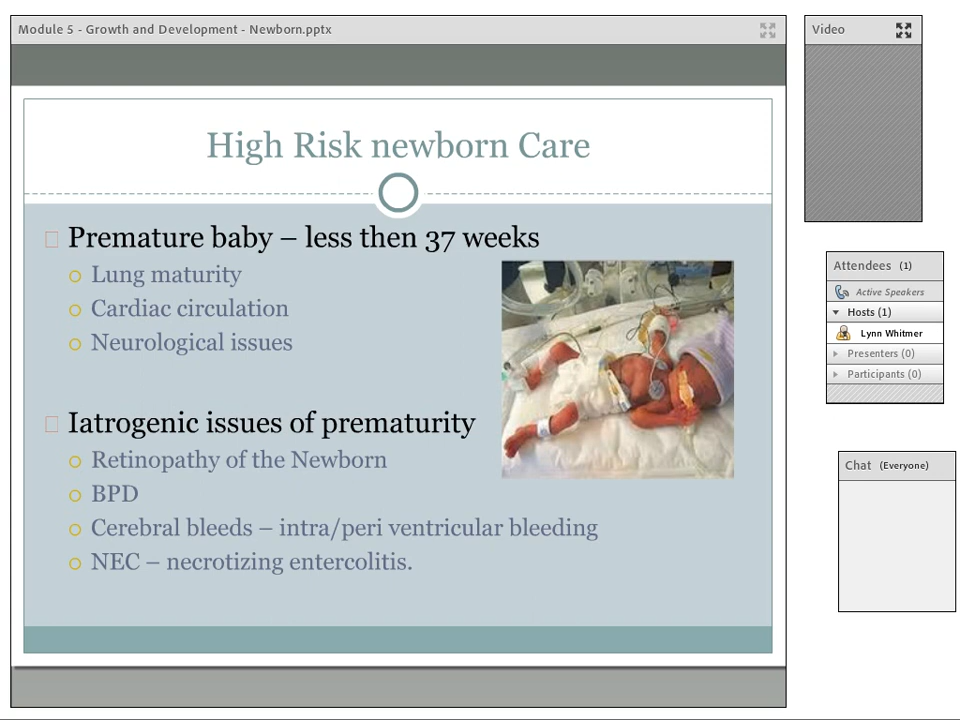 Module 5 - Growth and Development - Newborn.pptx
High Risk newborn Care
Premature baby – less then 37 weeks
Lung maturity
Cardiac circulation
Neurological issues
Iatrogenic issues of prematurity
Retinopathy of the Newborn
BPD
Cerebral bleeds – intra/peri ventricular bleeding
NEC – necrotizing entercolitis.
Video
Attendees (1)
Active Speakers
Hosts (1)
Lynn Whitmer
Presenters (0)
Participants (0)
Chat (Everyone)